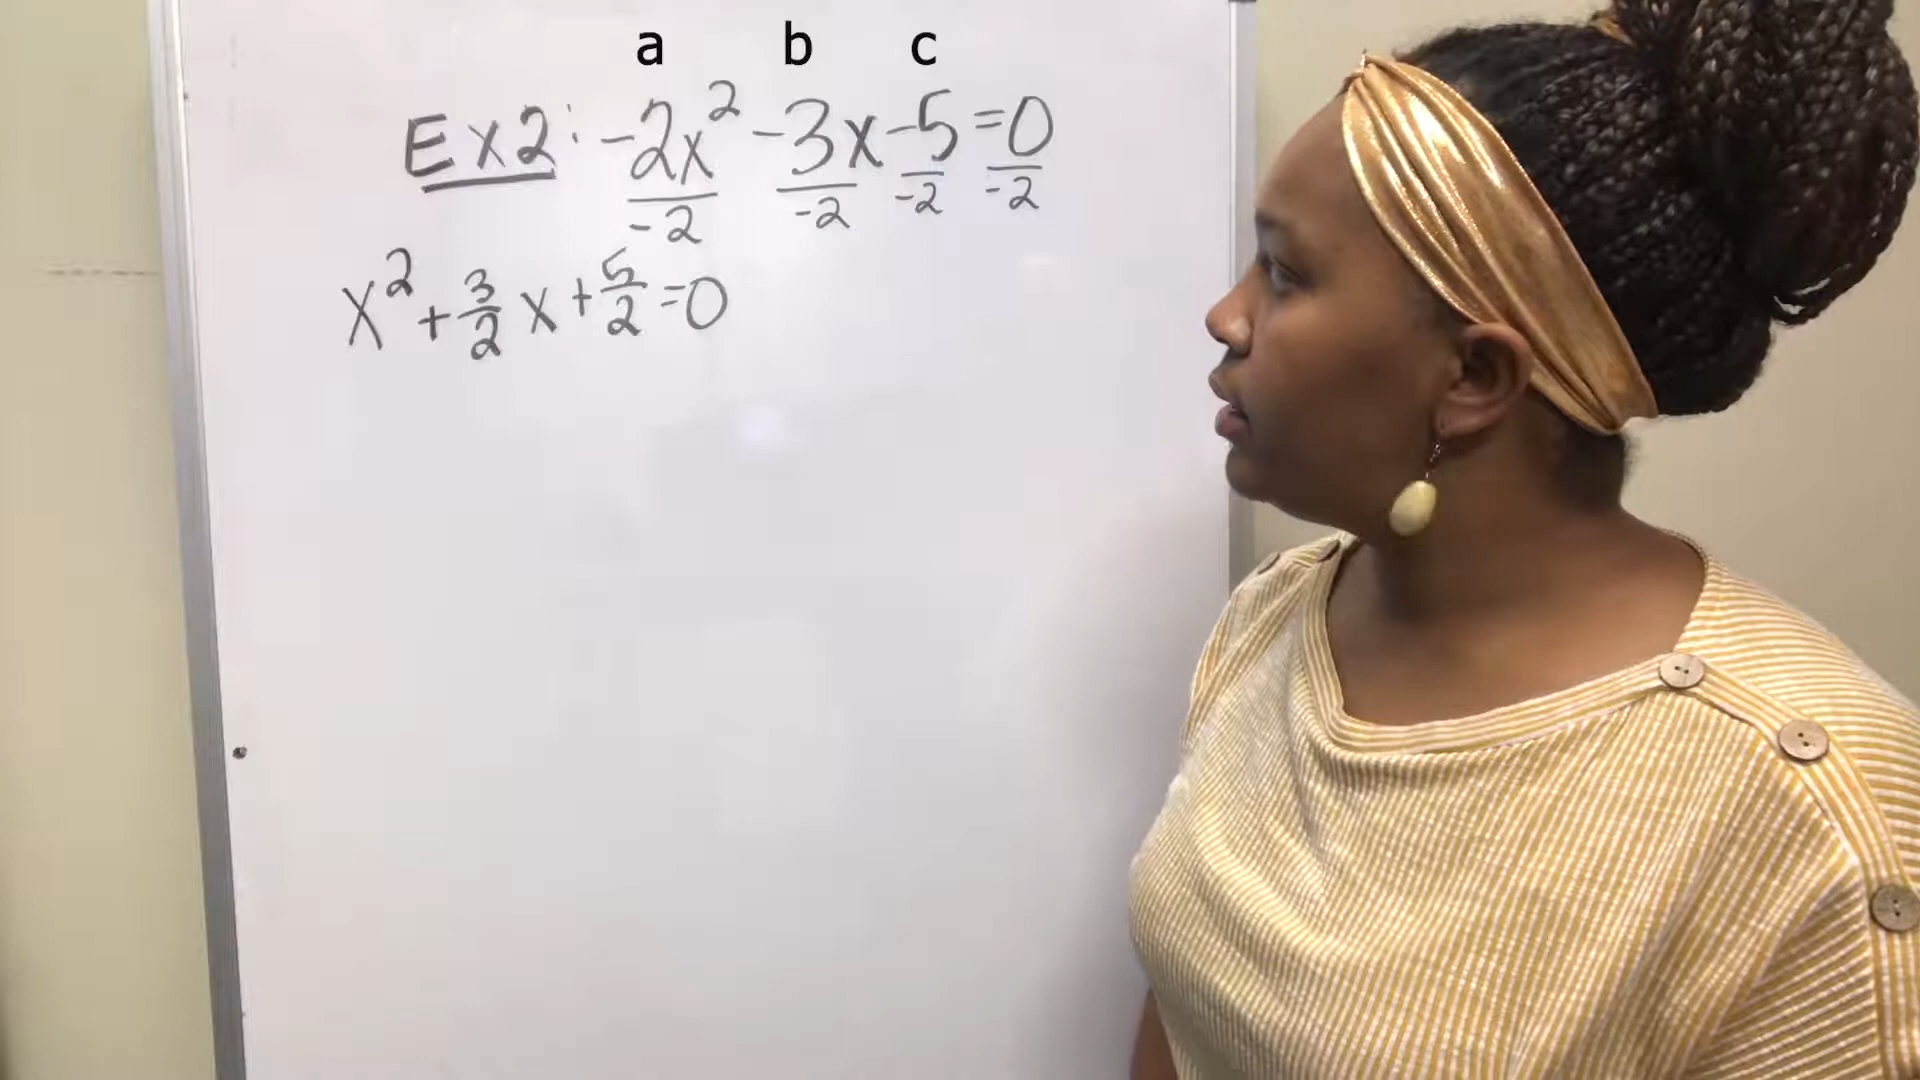 a b c
Ex2: -2x² -3x -5 =0
-2 -2 -2 -2
x² + 3/2 x + 5/2 =0